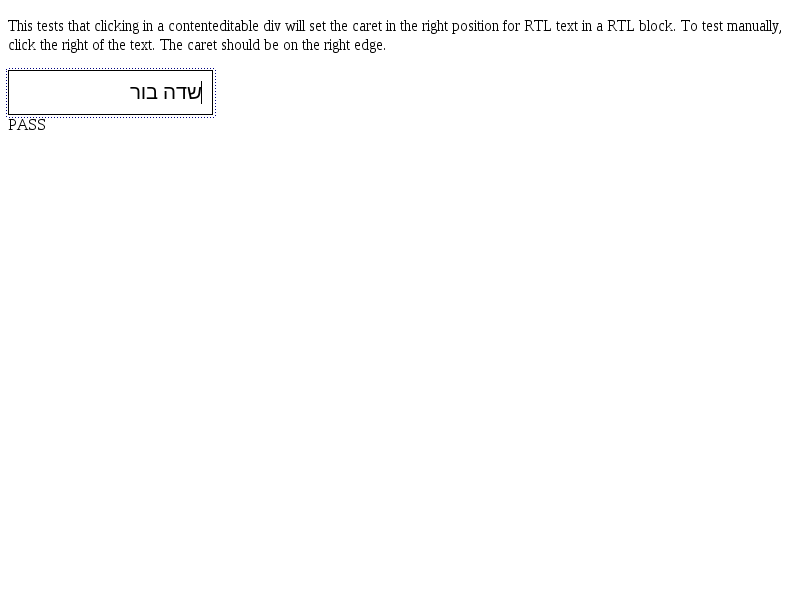 This tests that clicking in a contenteditable div will set the caret in the right position for RTL text in a RTL block. To test manually,
click the right of the text. The caret should be on the right edge.
שדה בור
PASS